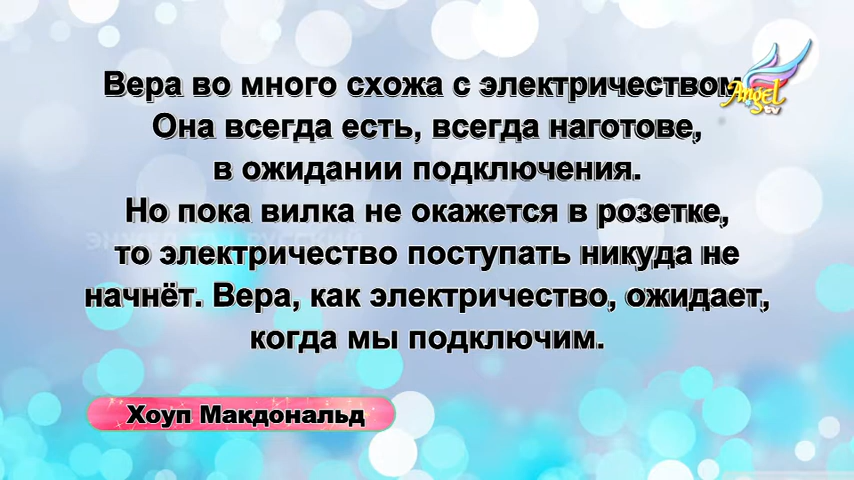 Вера во много схожа с электричеством.
Она всегда есть, всегда наготове,
в ожидании подключения.
Но пока вилка не окажется в розетке,
то электричество поступать никуда не
начнёт. Вера, как электричество, ожидает,
когда мы подключим.
Хоуп Макдональд
Angel
tv